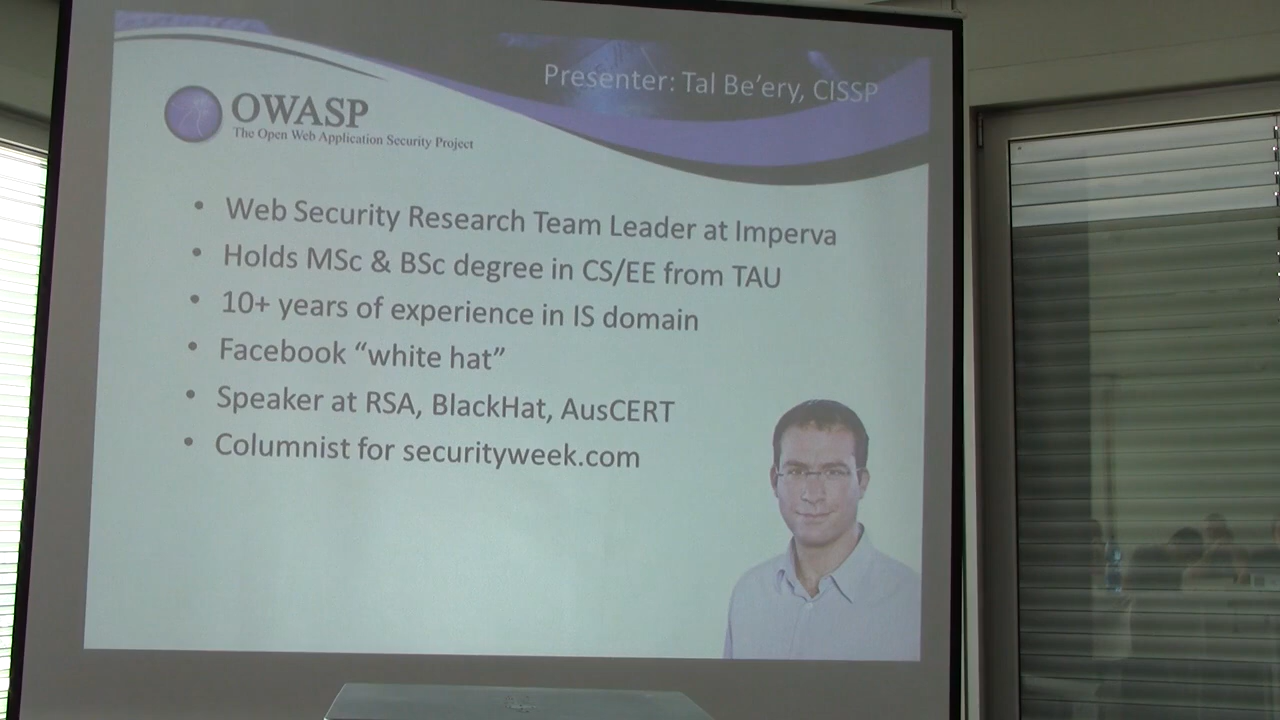 Presenter: Tal Be'ery, CISSP
OWASP
The Open Web Application Security Project
• Web Security Research Team Leader at Imperva
• Holds MSc & BSc degree in CS/EE from TAU
• 10+ years of experience in IS domain
• Facebook “white hat”
• Speaker at RSA, BlackHat, AusCERT
• Columnist for securityweek.com